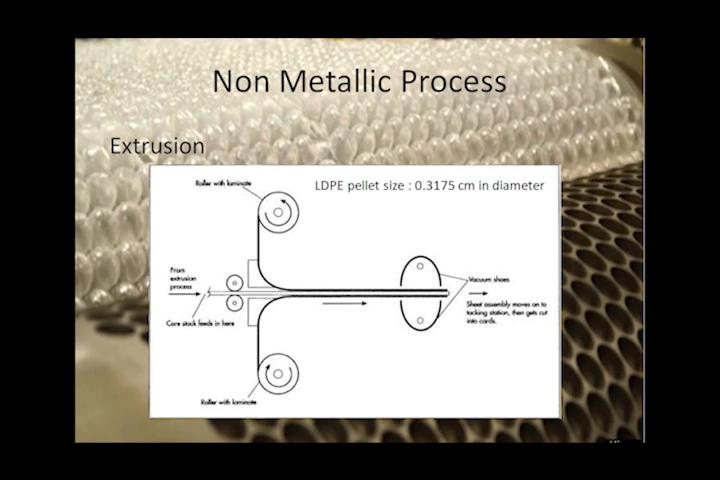 Non Metallic Process
Extrusion
Roller with laminate
LDPE pellet size : 0.3175 cm in diameter
From
extrusion
process
Vacuum shoes
Core stock feeds in here
Sheet assembly moves on to
tacking station, then gets cut
into cards.
Roller with laminate